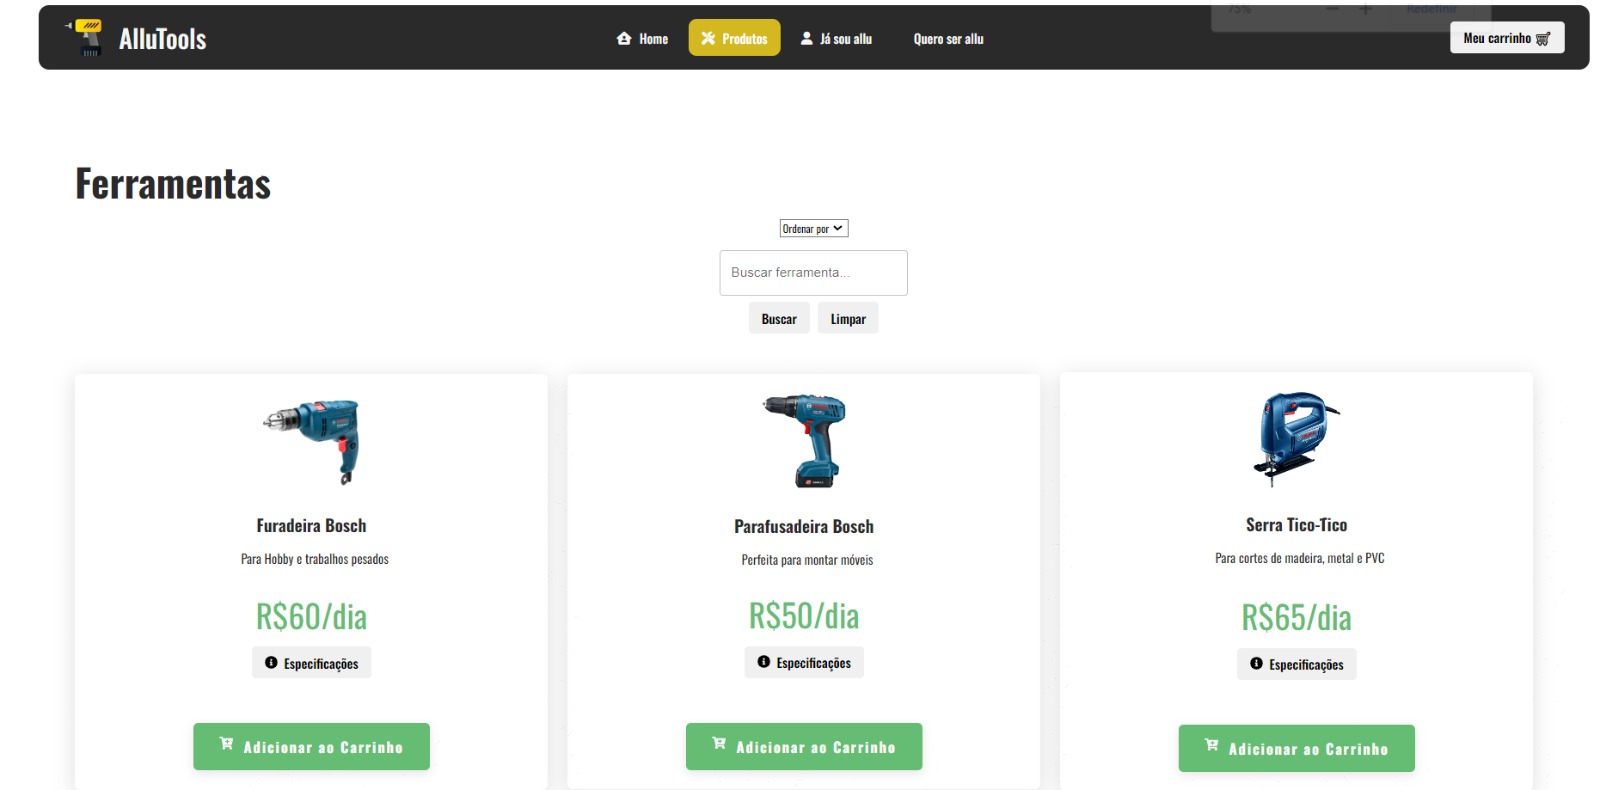 AlluTools
Home
Produtos
Já sou allu
Quero ser allu
75%
Redefinir
Meu carrinho
Ferramentas
Ordenar por
Buscar ferramenta...
Buscar
Limpar
Furadeira Bosch
Para Hobby e trabalhos pesados
R$60/dia
Especificações
Adicionar ao Carrinho
Parafusadeira Bosch
Perfeita para montar móveis
R$50/dia
Especificações
Adicionar ao Carrinho
Serra Tico-Tico
Para cortes de madeira, metal e PVC
R$65/dia
Especificações
Adicionar ao Carrinho